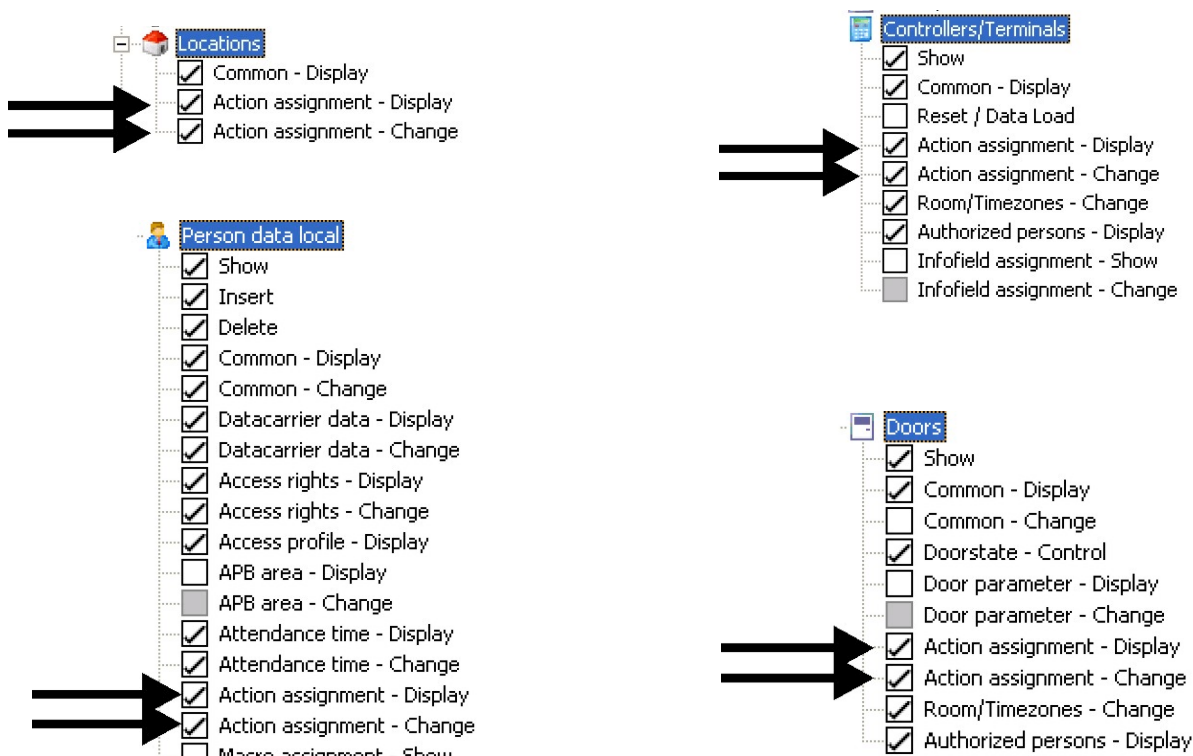 Locations
Common - Display
Action assignment - Display
Action assignment - Change
Person data local
Show
Insert
Delete
Common - Display
Common - Change
Datacarrier data - Display
Datacarrier data - Change
Access rights - Display
Access rights - Change
Access profile - Display
APB area - Display
APB area - Change
Attendance time - Display
Attendance time - Change
Action assignment - Display
Action assignment - Change
Macro assignment - Show
Controllers/Terminals
Show
Common - Display
Reset / Data Load
Action assignment - Display
Action assignment - Change
Room/Timezones - Change
Authorized persons - Display
Infofield assignment - Show
Infofield assignment - Change
Doors
Show
Common - Display
Common - Change
Doorstate - Control
Door parameter - Display
Door parameter - Change
Action assignment - Display
Action assignment - Change
Room/Timezones - Change
Authorized persons - Display